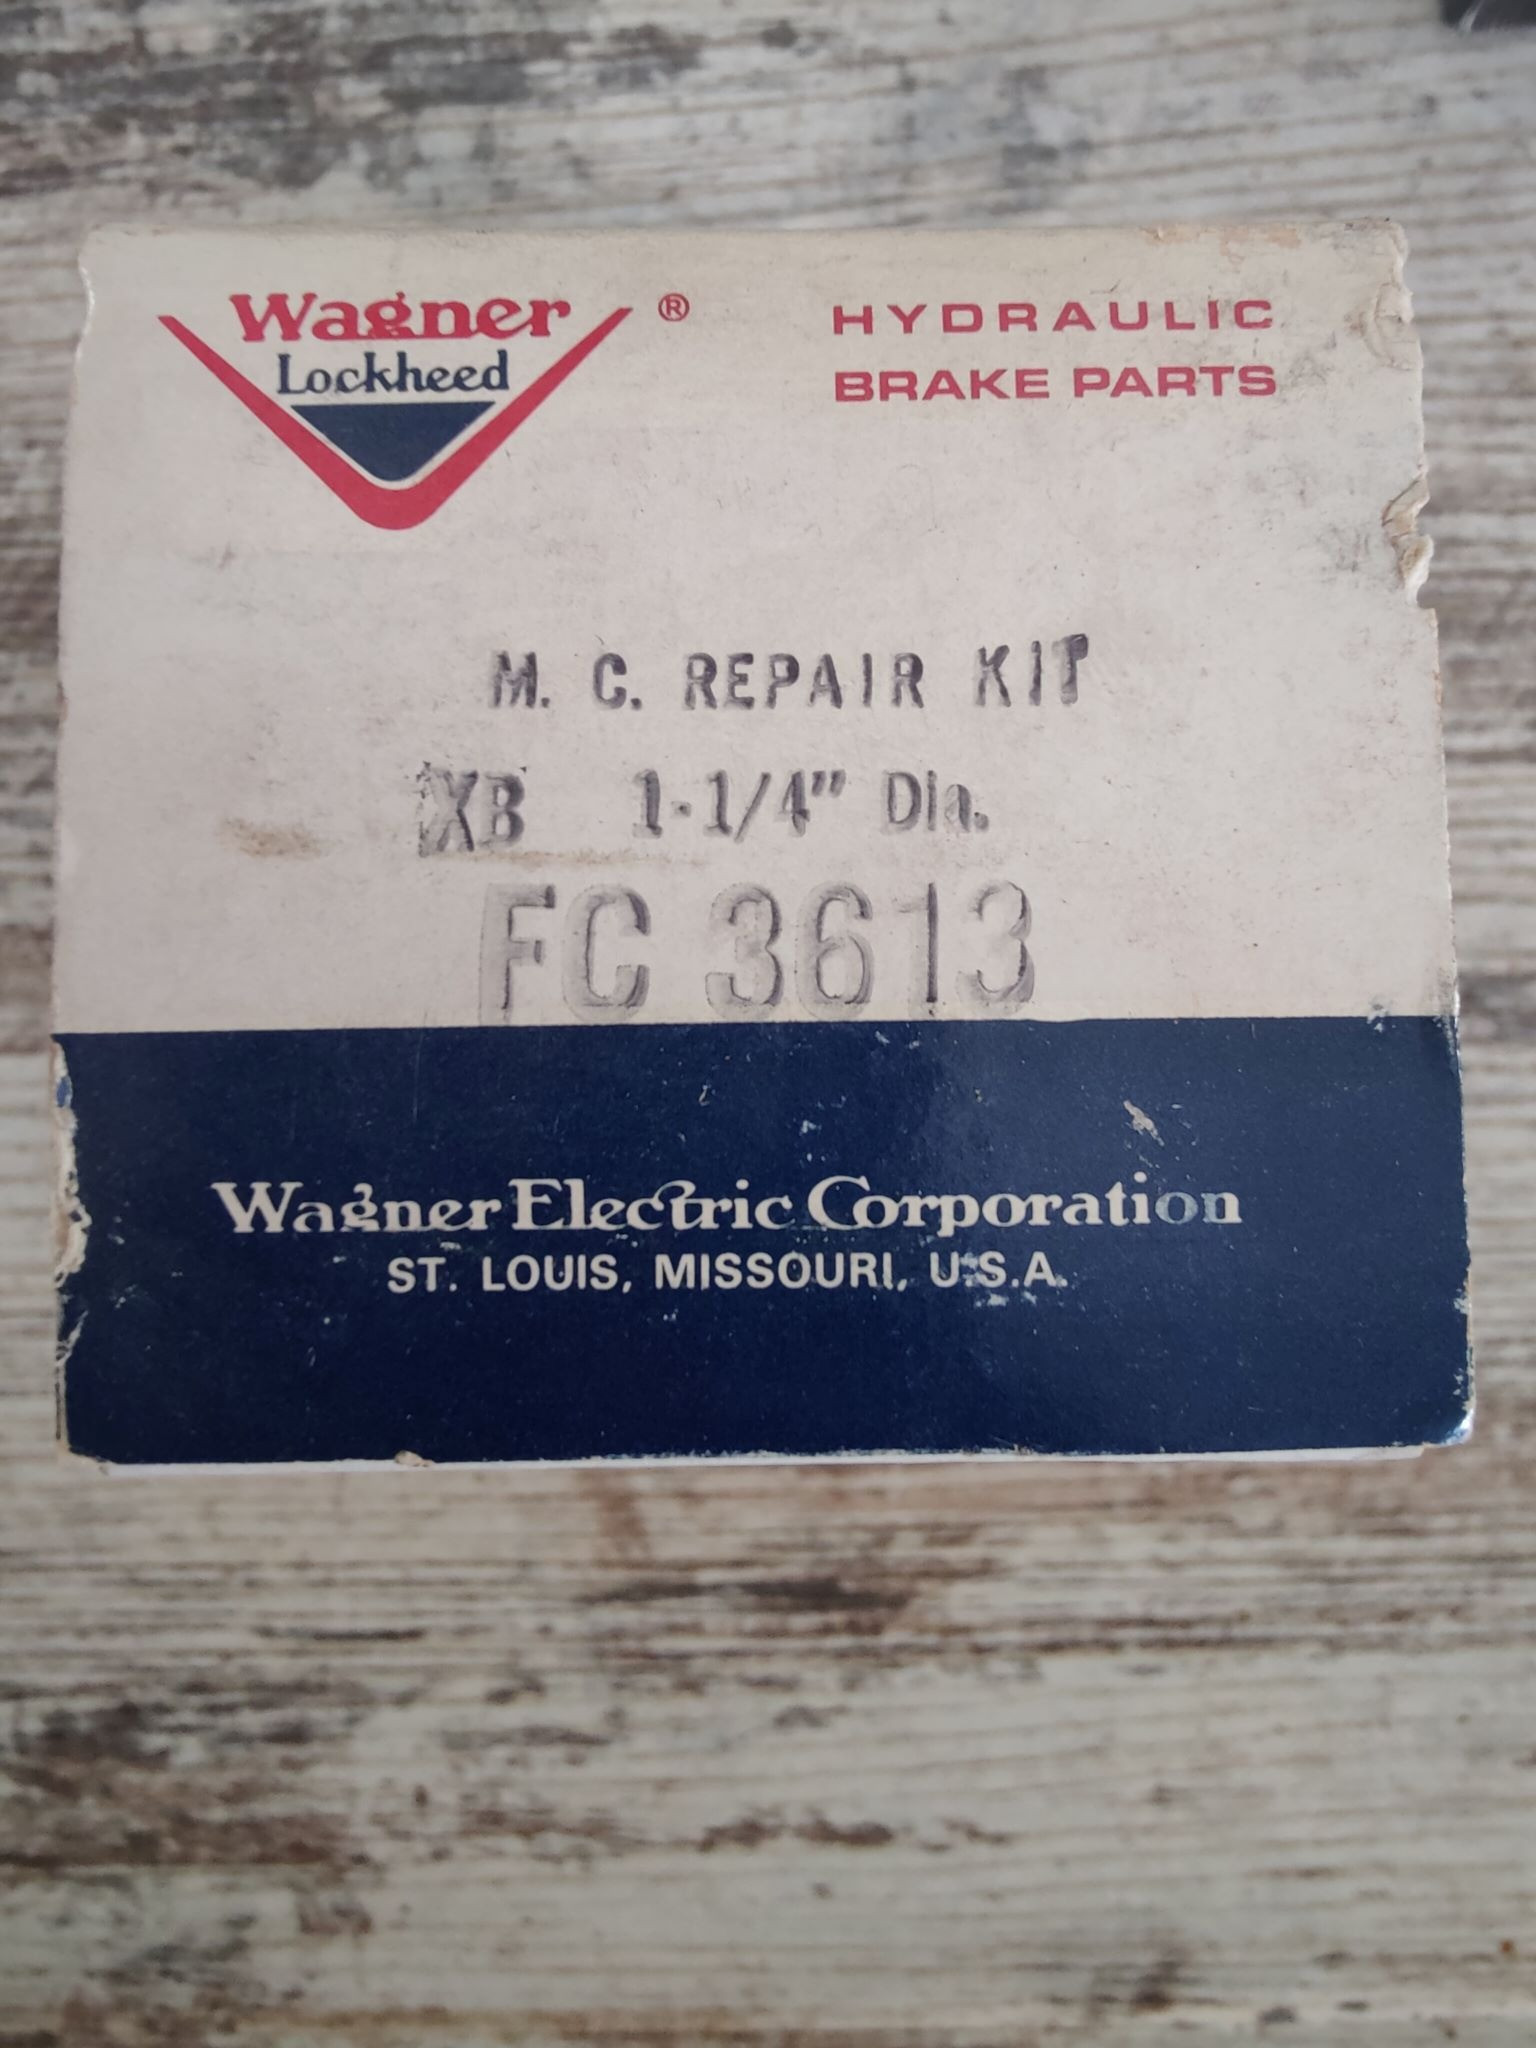 Wagner ®
Lockheed
HYDRAULIC
BRAKE PARTS
M. C. REPAIR KIT
XB 1-1/4" Dia.
FC 3613
Wagner Electric Corporation
ST. LOUIS, MISSOURI, U.S.A.